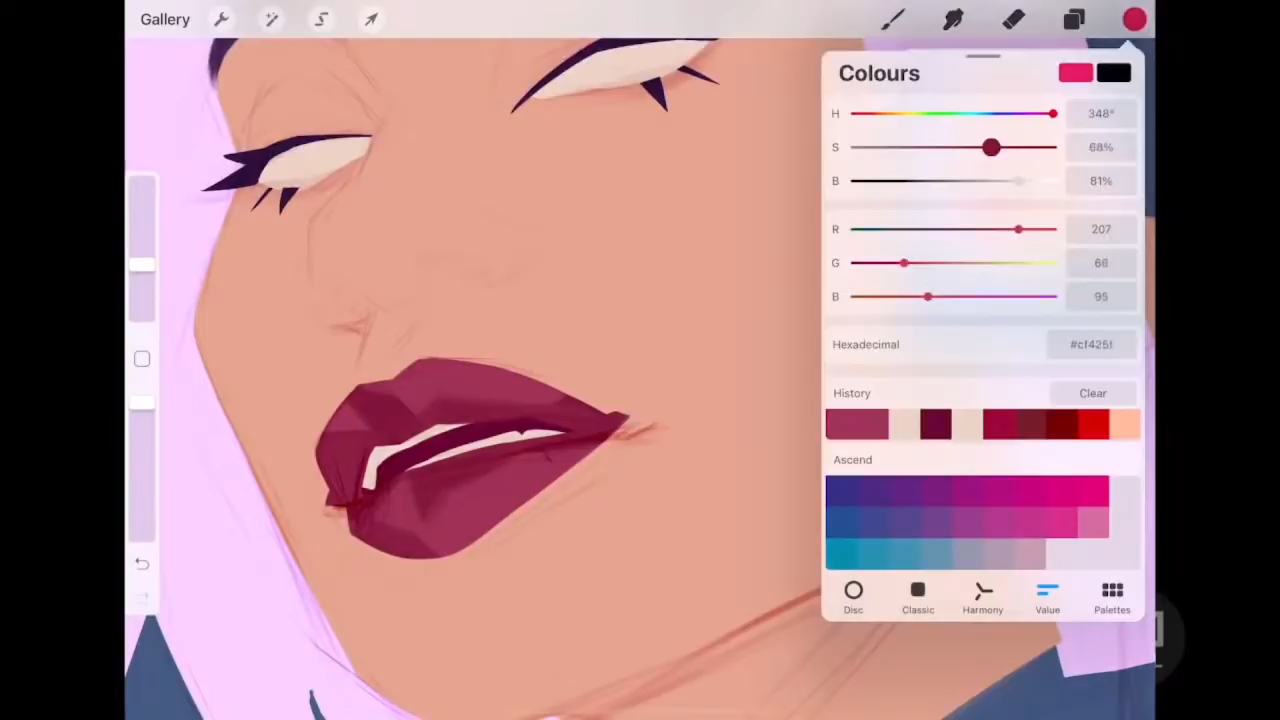 Gallery
Colours
H 348°
S 68%
B 81%
R 207
G 66
B 95
Hexadecimal #cf425f
History Clear
Ascend
Disc Classic Harmony Value Palettes